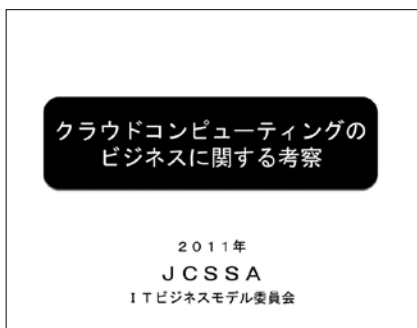 クラウドコンピューティングの
ビジネスに関する考察
２０１１年
ＪＣＳＳＡ
ＩＴビジネスモデル委員会